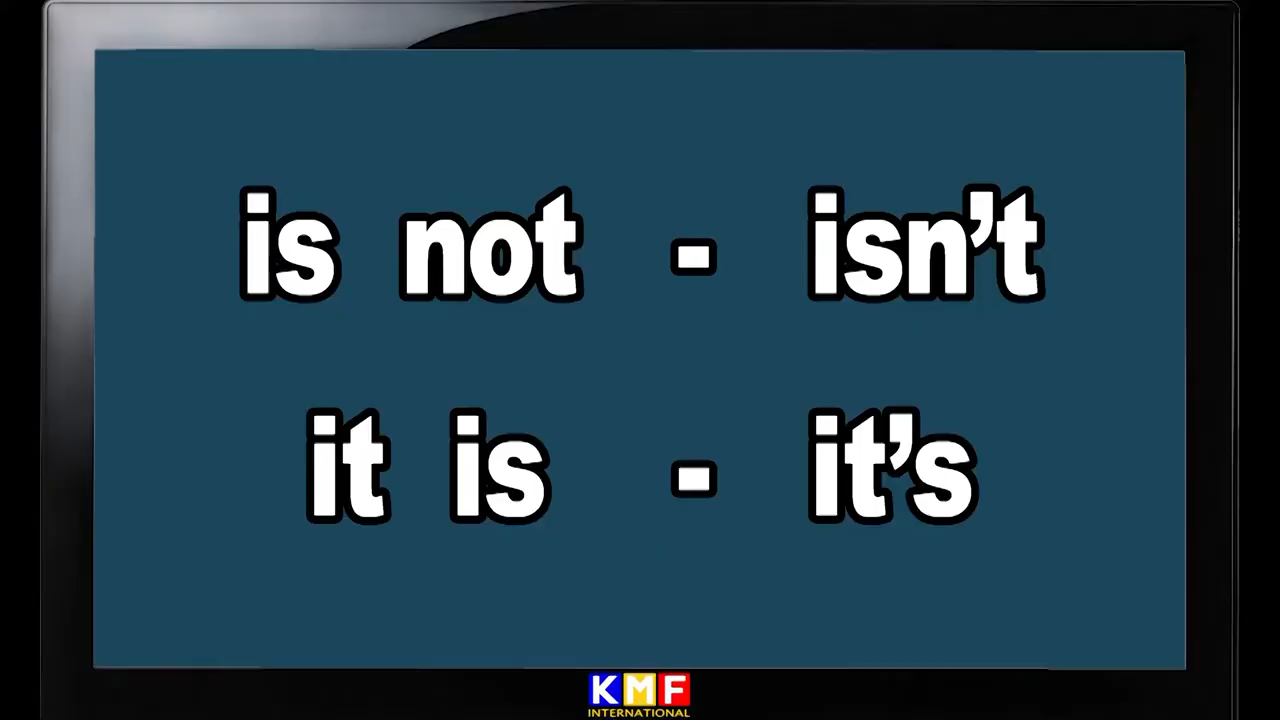 is not - isn’t
it is - it’s
KMF
INTERNATIONAL